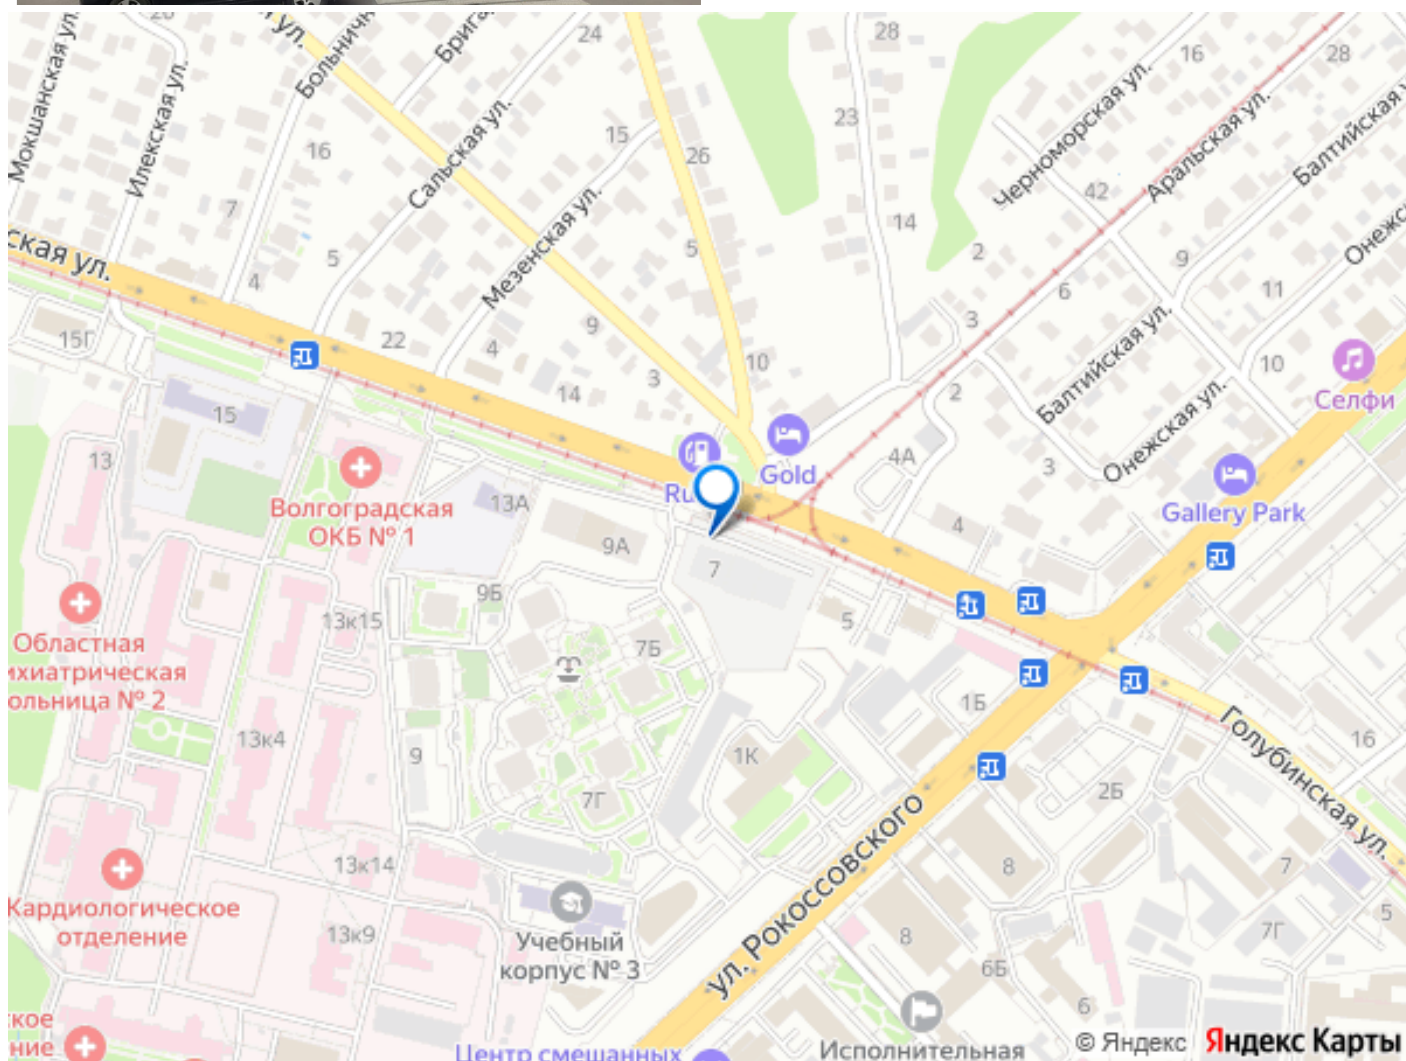 Мокшанская ул.
Илекская ул.
20
ул.
24
28
16
28
15
16
23
26
Сальская ул.
Черноморская ул.
Аральская ул.
42
7
5
14
2
9
5
4
Мезенская ул.
6
11
ская ул.
15Г
22
9
4
3
10
3
10
Балтийская ул.
14
3
2
Онежская ул.
Селфи
15
13
Gold
4А
Gallery Park
Волгоградская
ОКБ № 1
13А
9А
7
4
9Б
13к15
5
7Б
Областная
ихиатрическая
ольница № 2
13к4
1Б
Голубинская ул.
16
9
1К
2Б
7Г
13к14
8
7
ул. Рокоссовского
Кардиологическое
отделение
13к9
Учебный
корпус № 3
8
7Г
5
6Б
6
ское
ние
Центр смешанных
Исполнительная
© Яндекс Яндекс Карты